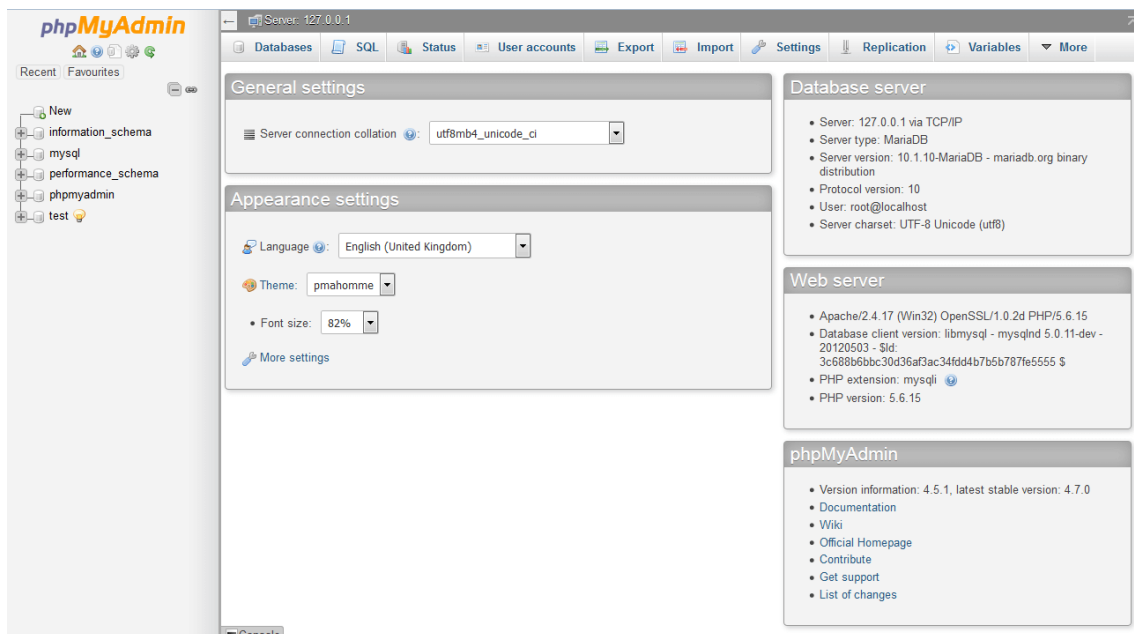 phpMyAdmin
Recent Favourites
New
information_schema
mysql
performance_schema
phpmyadmin
test
Server: 127.0.0.1
Databases SQL Status User accounts Export Import Settings Replication Variables More
General settings
Server connection collation : utf8mb4_unicode_ci
Appearance settings
Language : English (United Kingdom)
Theme: pmahomme
• Font size: 82%
More settings
Database server
• Server: 127.0.0.1 via TCP/IP
• Server type: MariaDB
• Server version: 10.1.10-MariaDB - mariadb.org binary
distribution
• Protocol version: 10
• User: root@localhost
• Server charset: UTF-8 Unicode (utf8)
Web server
• Apache/2.4.17 (Win32) OpenSSL/1.0.2d PHP/5.6.15
• Database client version: libmysql - mysqlnd 5.0.11-dev -
20120503 - $Id:
3c688b6bbc30d36af3ac34fdd4b7b5b787fe5555 $
• PHP extension: mysqli
• PHP version: 5.6.15
phpMyAdmin
• Version information: 4.5.1, latest stable version: 4.7.0
• Documentation
• Wiki
• Official Homepage
• Contribute
• Get support
• List of changes
Console